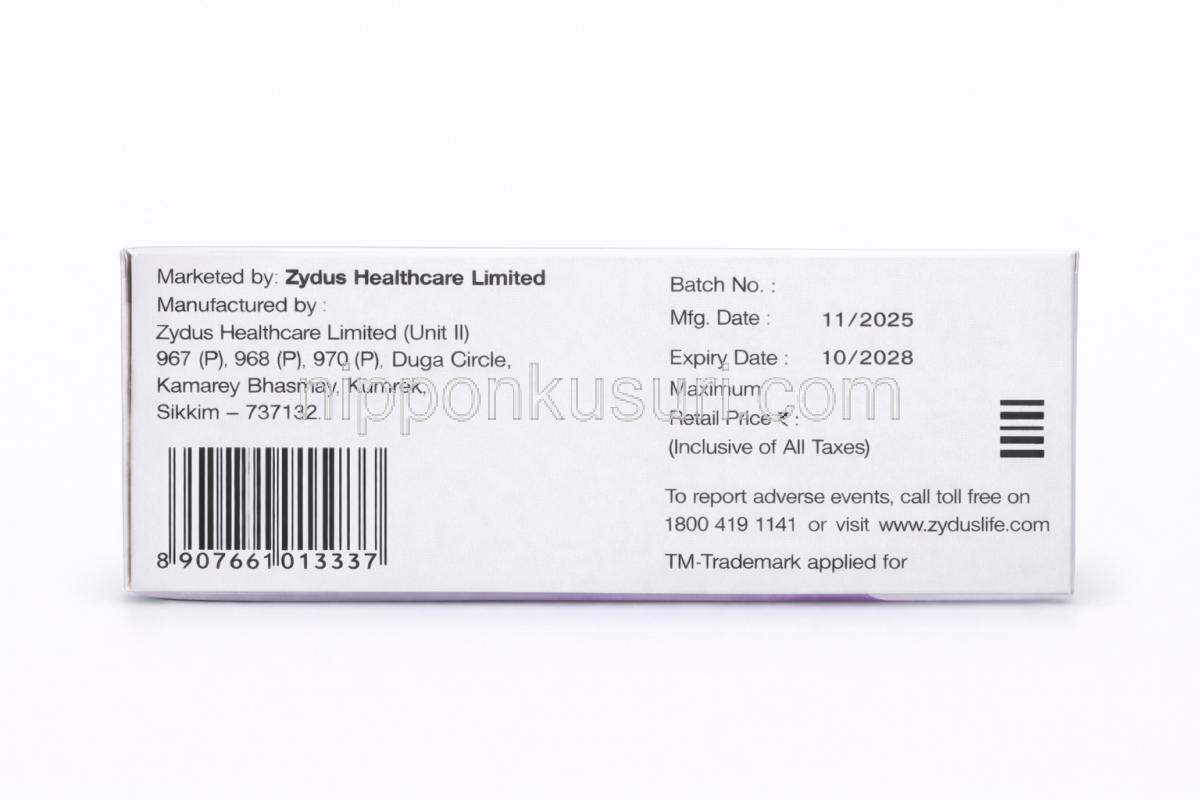 Marketed by: Zydus Healthcare Limited
Manufactured by :
Zydus Healthcare Limited (Unit II)
967 (P), 968 (P), 970 (P), Duga Circle,
Kamarey Bhasmay, Kumrek,
Sikkim – 737132.
8 907661 013337
Batch No. :
Mfg. Date : 11/2025
Expiry Date : 10/2028
Maximum
Retail Price ₹ :
(Inclusive of All Taxes)
To report adverse events, call toll free on
1800 419 1141 or visit www.zyduslife.com
TM-Trademark applied for
nipponkusuri.com